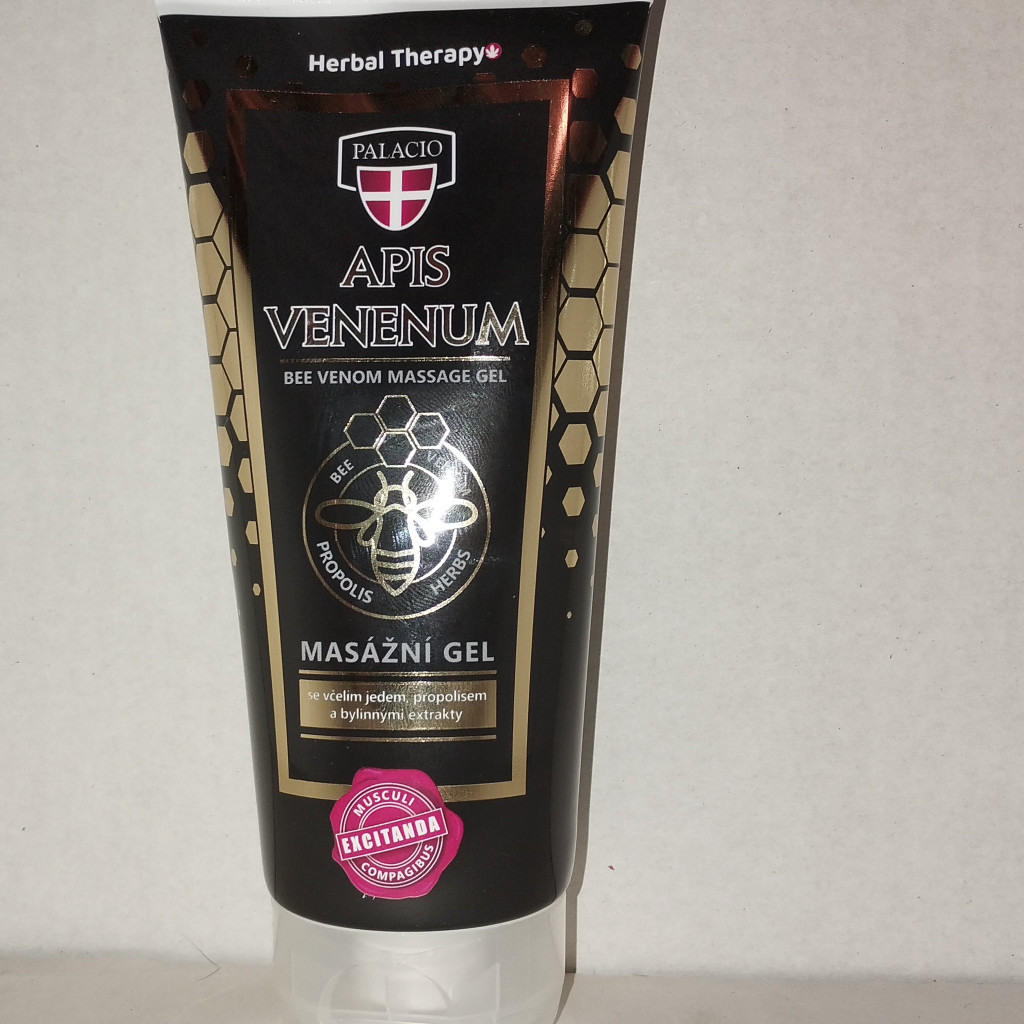 Herbal Therapy
PALACIO
APIS
VENENUM
BEE VENOM MASSAGE GEL
BEE
PROPOLIS
HERBS
MASÁŽNÍ GEL
se včelím jedem, propolisem
a bylinnými extrakty
MUSCULI
EXCITANDA
COMPAGIBUS